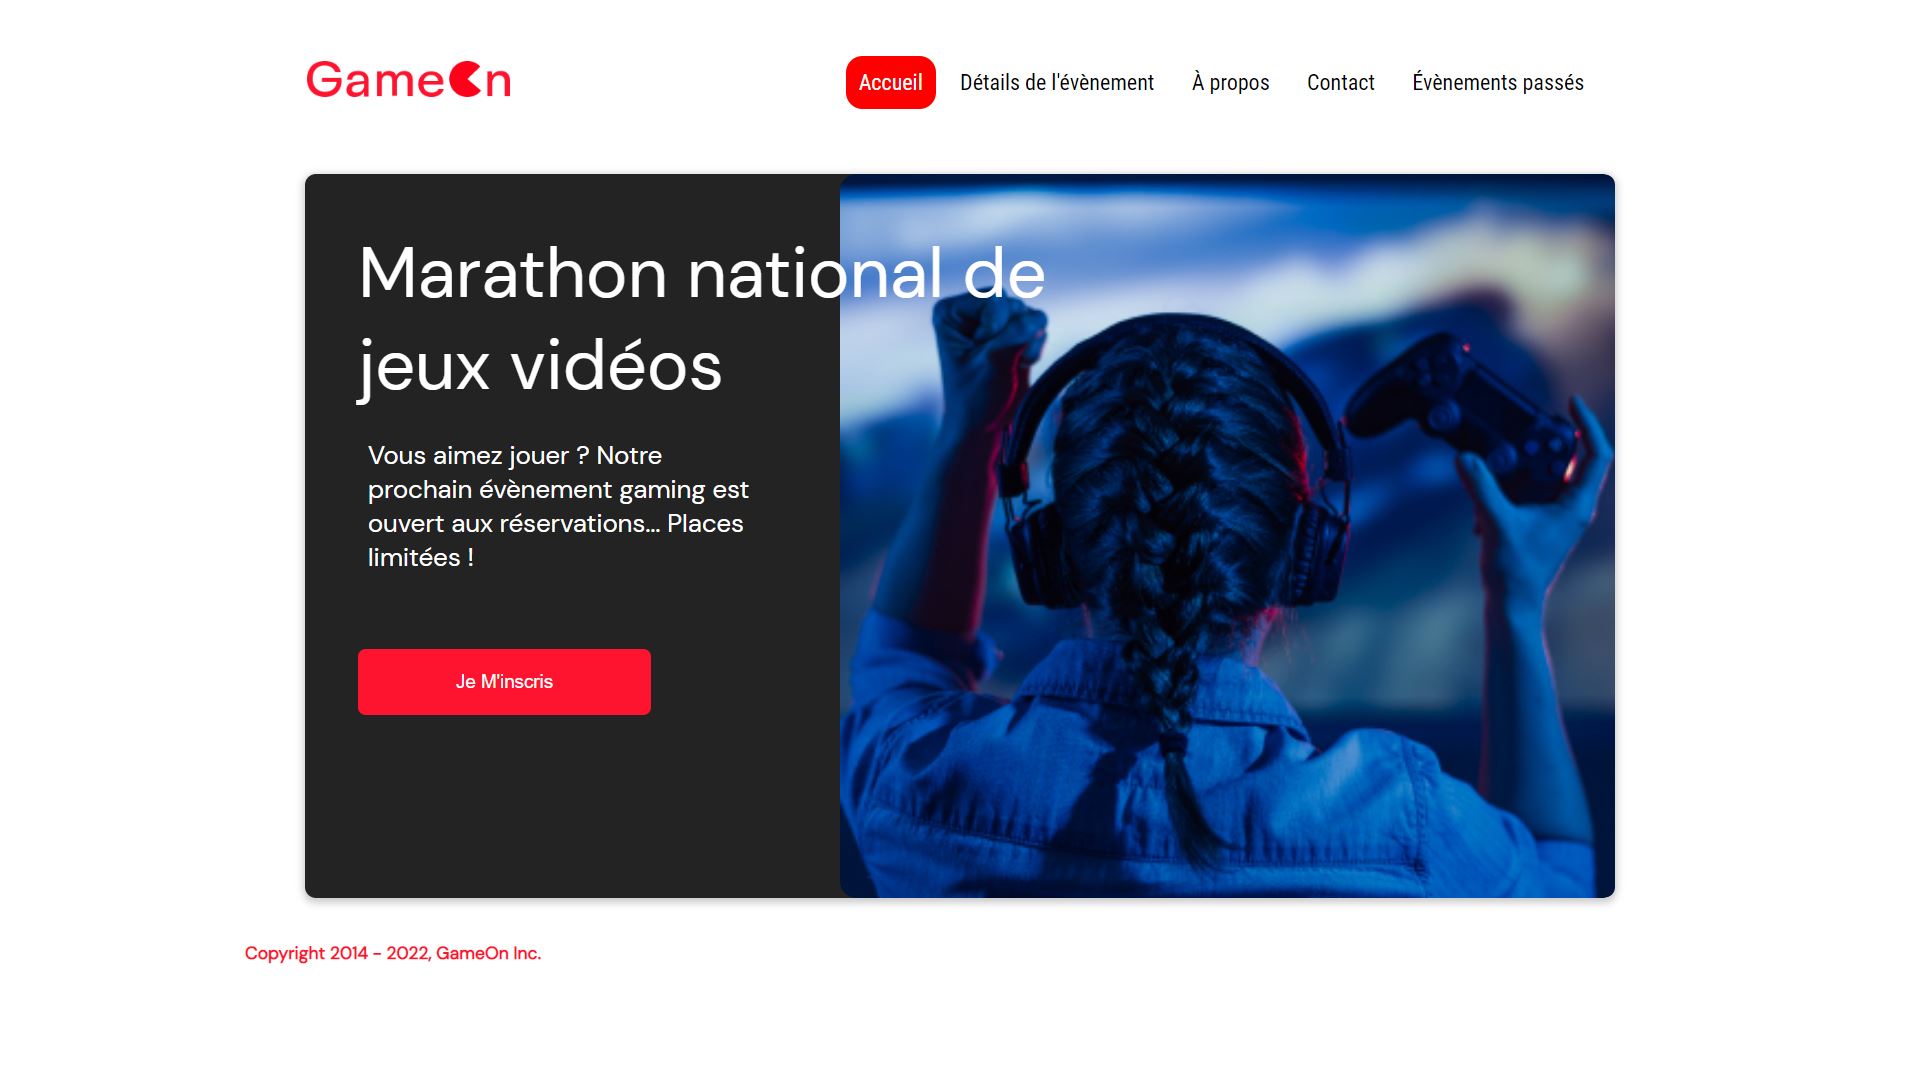 GameOn
Accueil
Détails de l'évènement
À propos
Contact
Évènements passés
Marathon national de
jeux vidéos
Vous aimez jouer ? Notre
prochain évènement gaming est
ouvert aux réservations... Places
limitées !
Je M'inscris
Copyright 2014 - 2022, GameOn Inc.